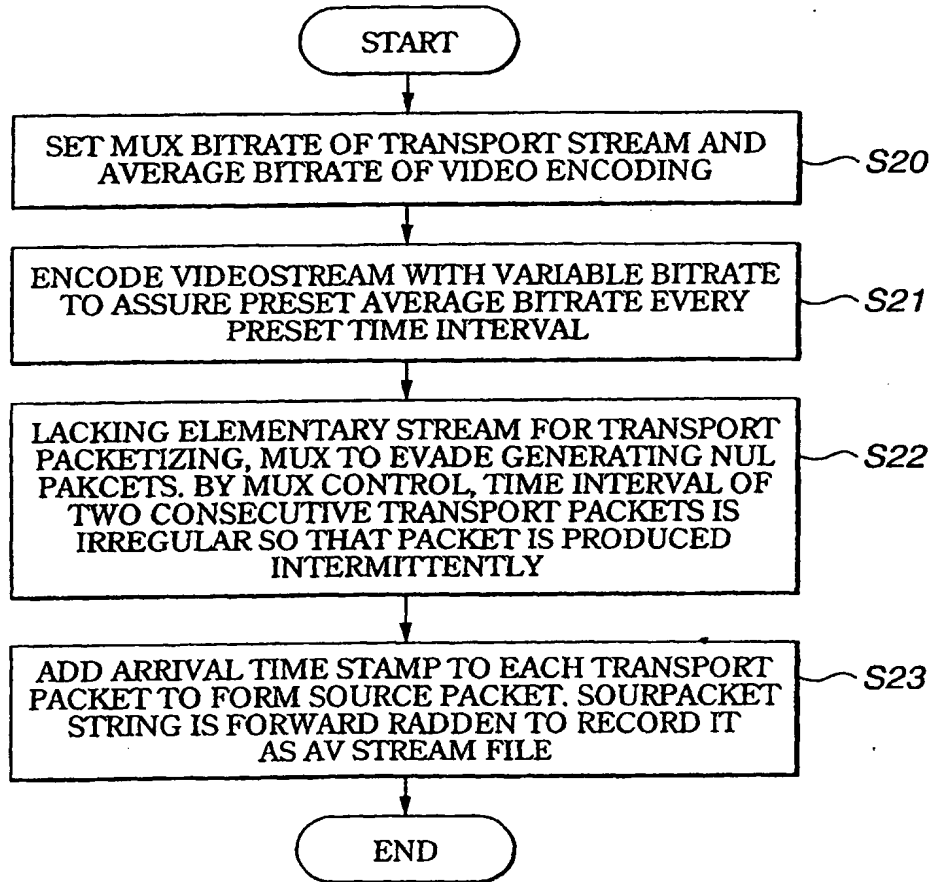 START
SET MUX BITRATE OF TRANSPORT STREAM AND
AVERAGE BITRATE OF VIDEO ENCODING
S20
ENCODE VIDEOSTREAM WITH VARIABLE BITRATE
TO ASSURE PRESET AVERAGE BITRATE EVERY
PRESET TIME INTERVAL
S21
LACKING ELEMENTARY STREAM FOR TRANSPORT
PACKETIZING, MUX TO EVADE GENERATING NUL
PAKCETS. BY MUX CONTROL, TIME INTERVAL OF
TWO CONSECUTIVE TRANSPORT PACKETS IS
IRREGULAR SO THAT PACKET IS PRODUCED
INTERMITTENTLY
S22
ADD ARRIVAL TIME STAMP TO EACH TRANSPORT
PACKET TO FORM SOURCE PACKET. SOURPACKET
STRING IS FORWARD RADDEN TO RECORD IT
AS AV STREAM FILE
S23
END